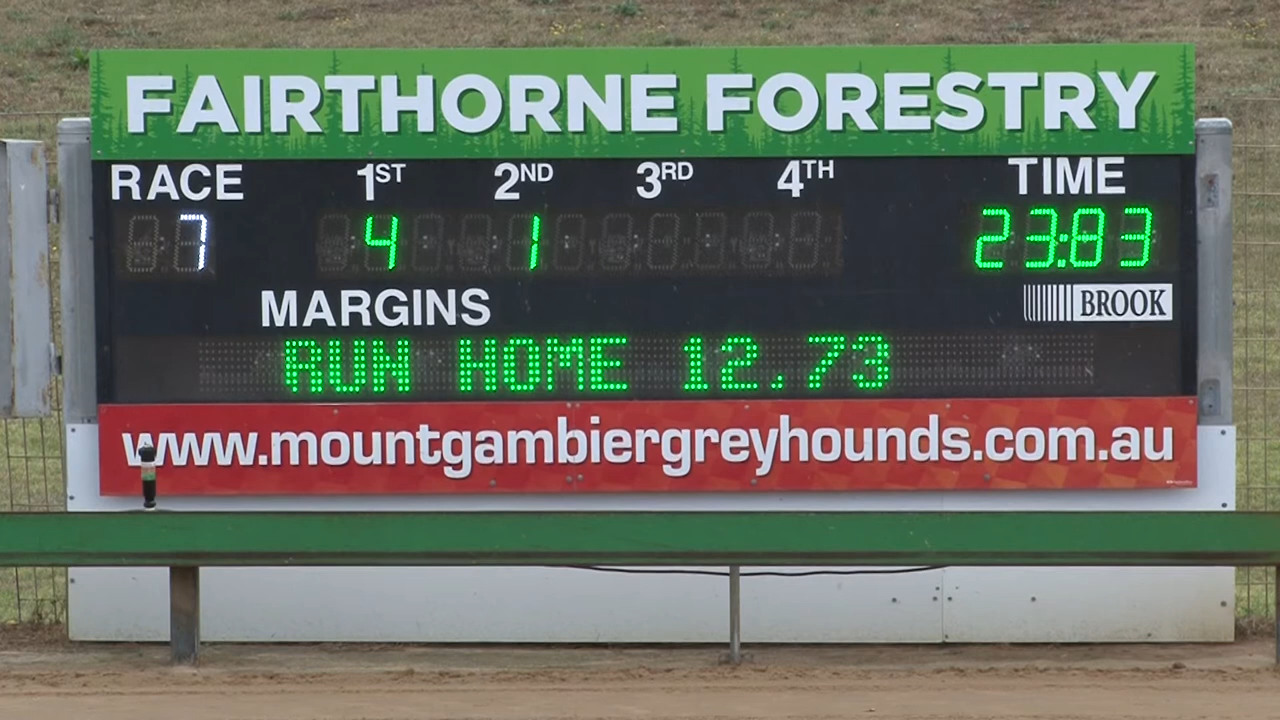 FAIRTHORNE FORESTRY
RACE 1ST 2ND 3RD 4TH TIME
7 4 1 23:03
MARGINS
BROOK
RUN HOME 12.73
www.mountgambiergreyhounds.com.au